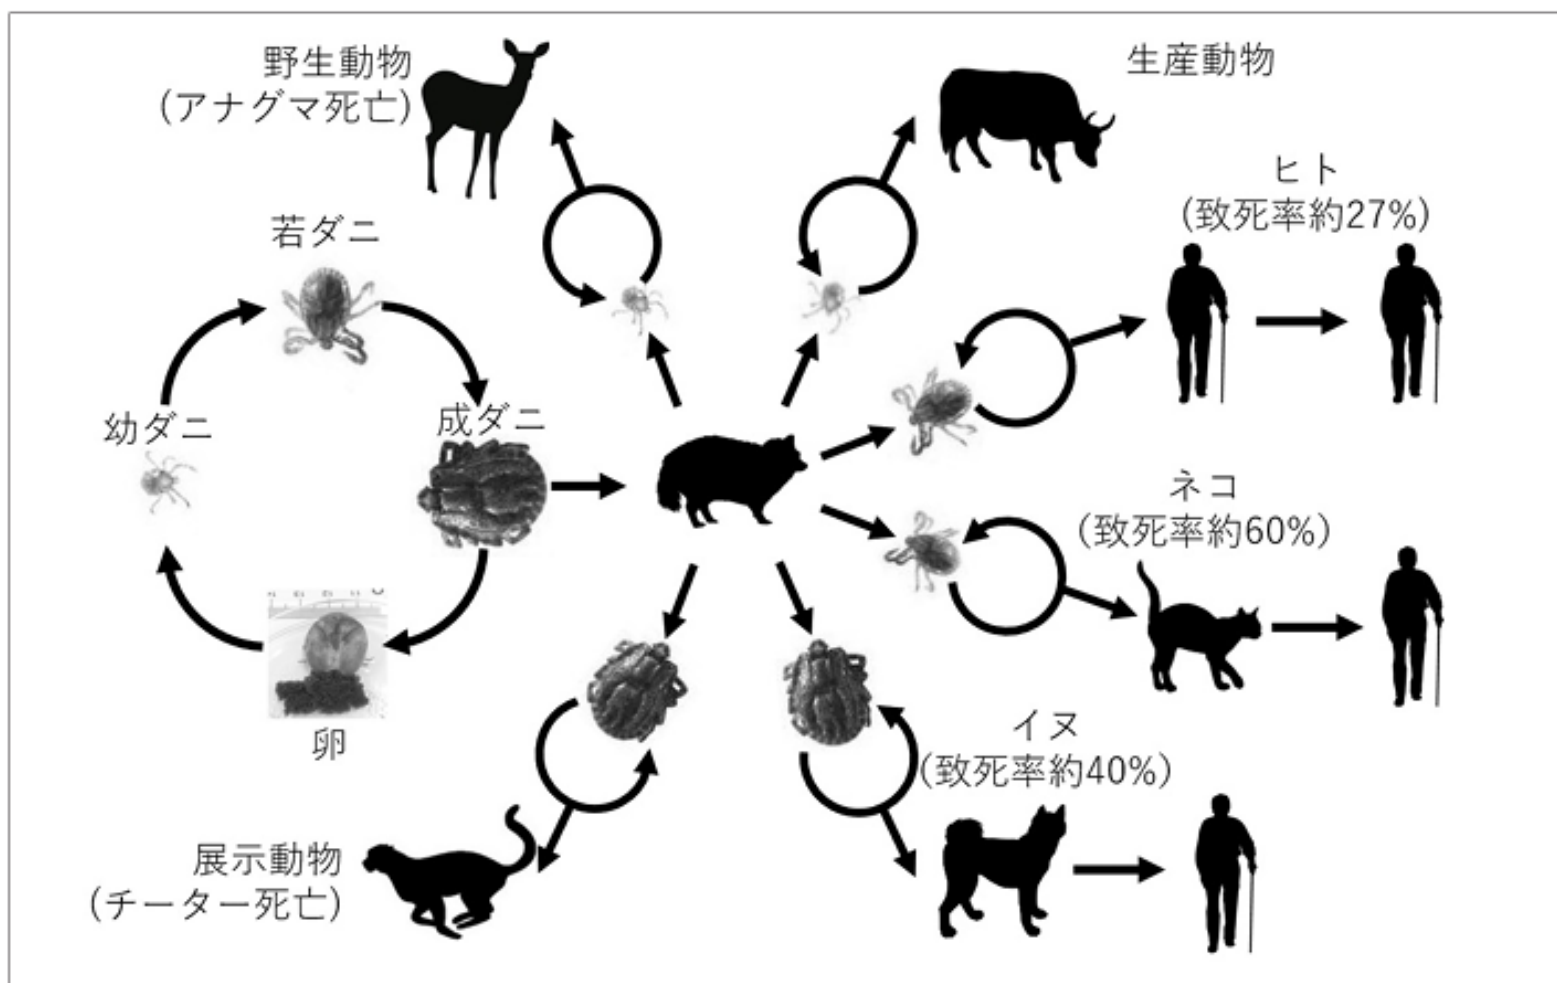 野生動物
(アナグマ死亡)
生産動物
ヒト
(致死率約27%)
若ダニ
幼ダニ
成ダニ
ネコ
(致死率約60%)
卵
イヌ
(致死率約40%)
展示動物
(チーター死亡)